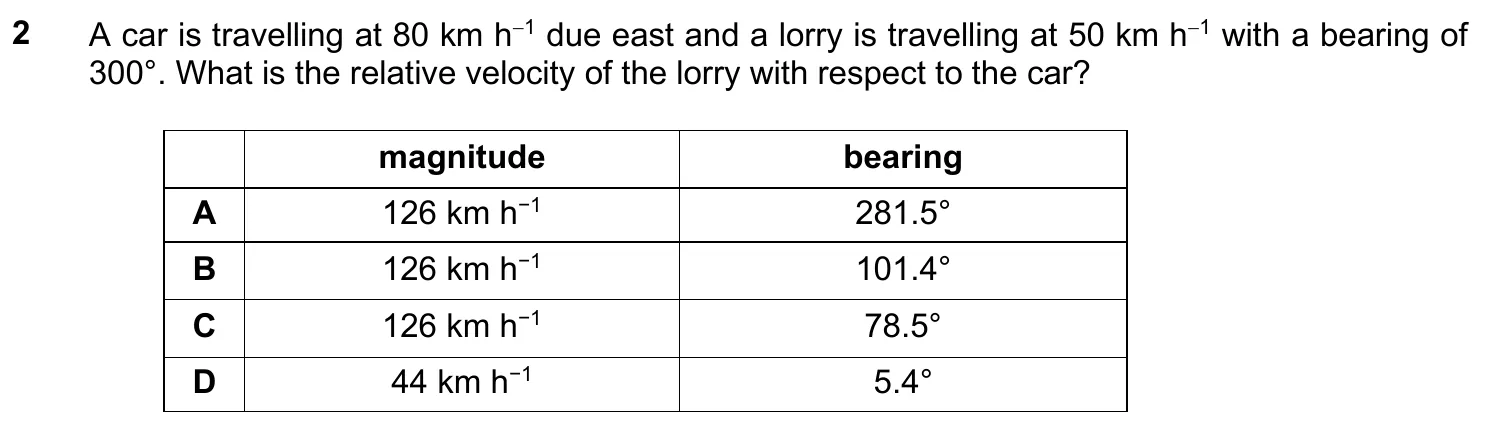 2 A car is travelling at 80 km h⁻¹ due east and a lorry is travelling at 50 km h⁻¹ with a bearing of
300°. What is the relative velocity of the lorry with respect to the car?
magnitude bearing
A 126 km h⁻¹ 281.5°
B 126 km h⁻¹ 101.4°
C 126 km h⁻¹ 78.5°
D 44 km h⁻¹ 5.4°